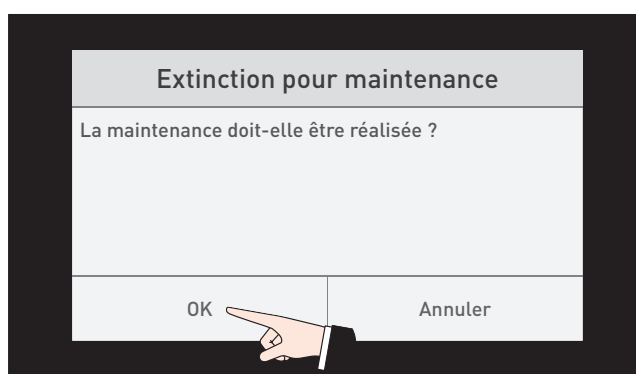 Extinction pour maintenance
La maintenance doit-elle être réalisée ?
OK
Annuler